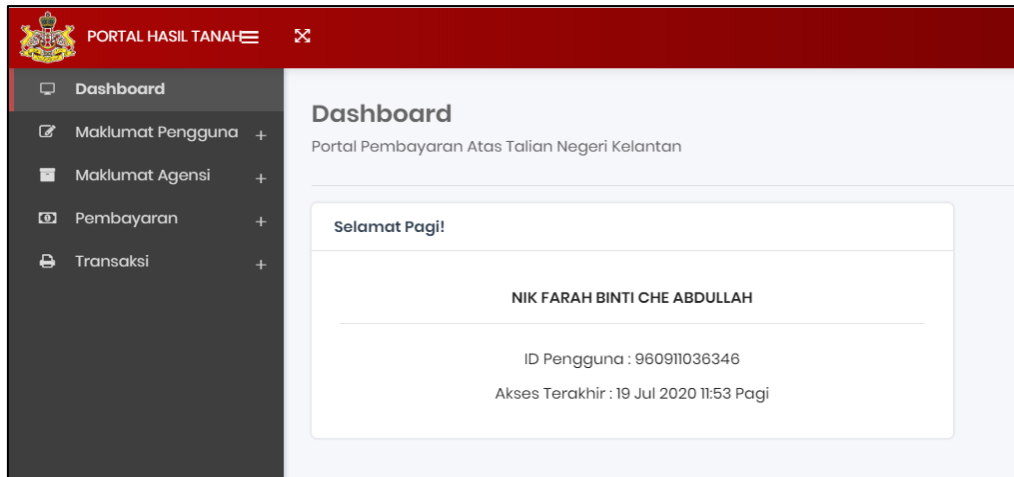 PORTAL HASIL TANAH
Dashboard
Maklumat Pengguna +
Maklumat Agensi +
Pembayaran +
Transaksi +
Dashboard
Portal Pembayaran Atas Talian Negeri Kelantan
Selamat Pagi!
NIK FARAH BINTI CHE ABDULLAH
ID Pengguna : 960911036346
Akses Terakhir : 19 Jul 2020 11:53 Pagi